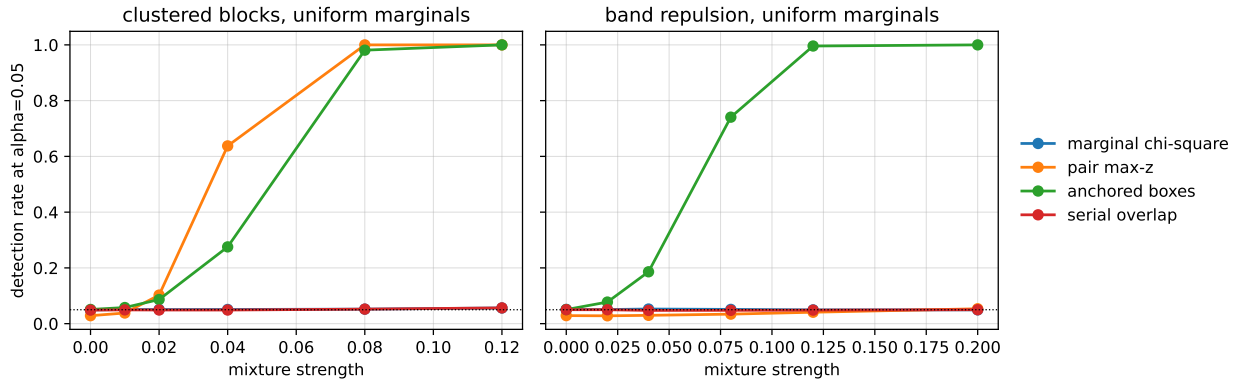 clustered blocks, uniform marginals
band repulsion, uniform marginals
detection rate at alpha=0.05
1.0
0.8
0.6
0.4
0.2
0.0
0.00 0.02 0.04 0.06 0.08 0.10 0.12
0.000 0.025 0.050 0.075 0.100 0.125 0.150 0.175 0.200
mixture strength
mixture strength
marginal chi-square
pair max-z
anchored boxes
serial overlap